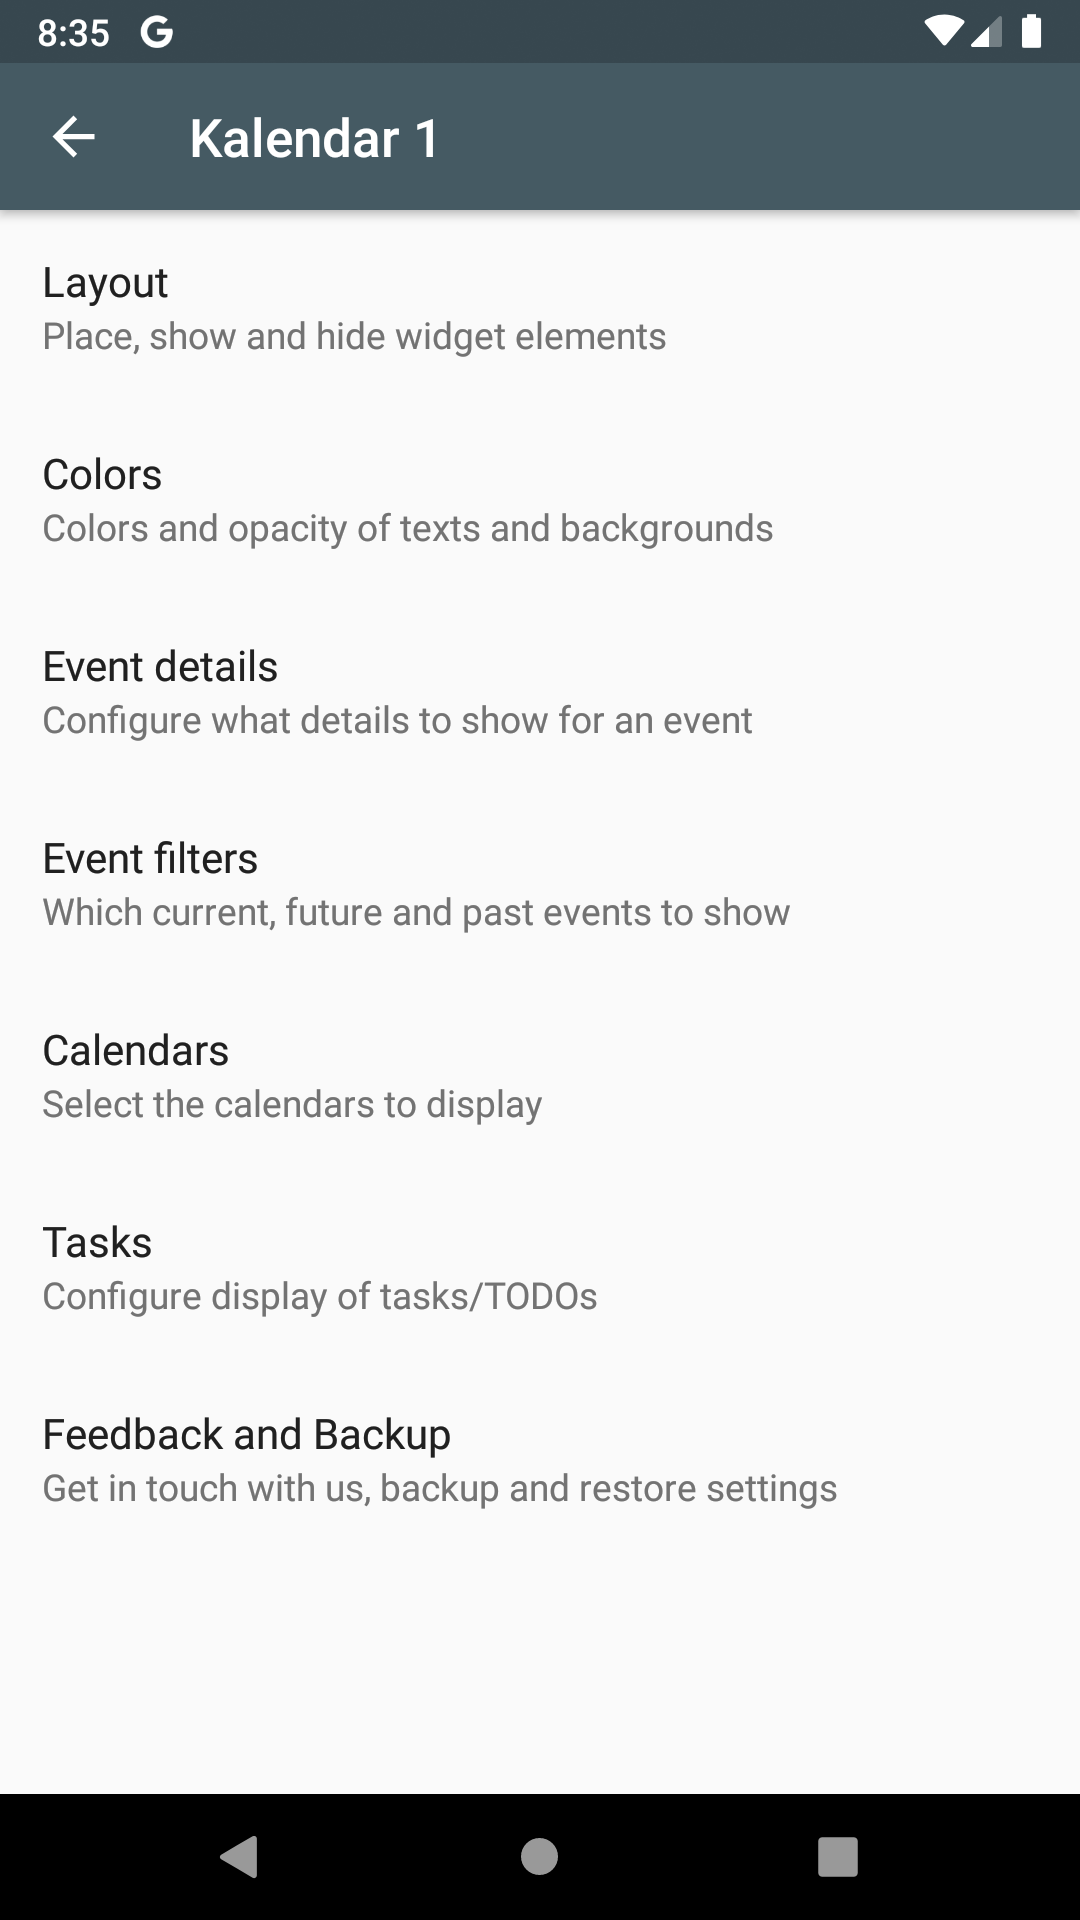 8:35 G
Kalendar 1
Layout
Place, show and hide widget elements
Colors
Colors and opacity of texts and backgrounds
Event details
Configure what details to show for an event
Event filters
Which current, future and past events to show
Calendars
Select the calendars to display
Tasks
Configure display of tasks/TODOs
Feedback and Backup
Get in touch with us, backup and restore settings